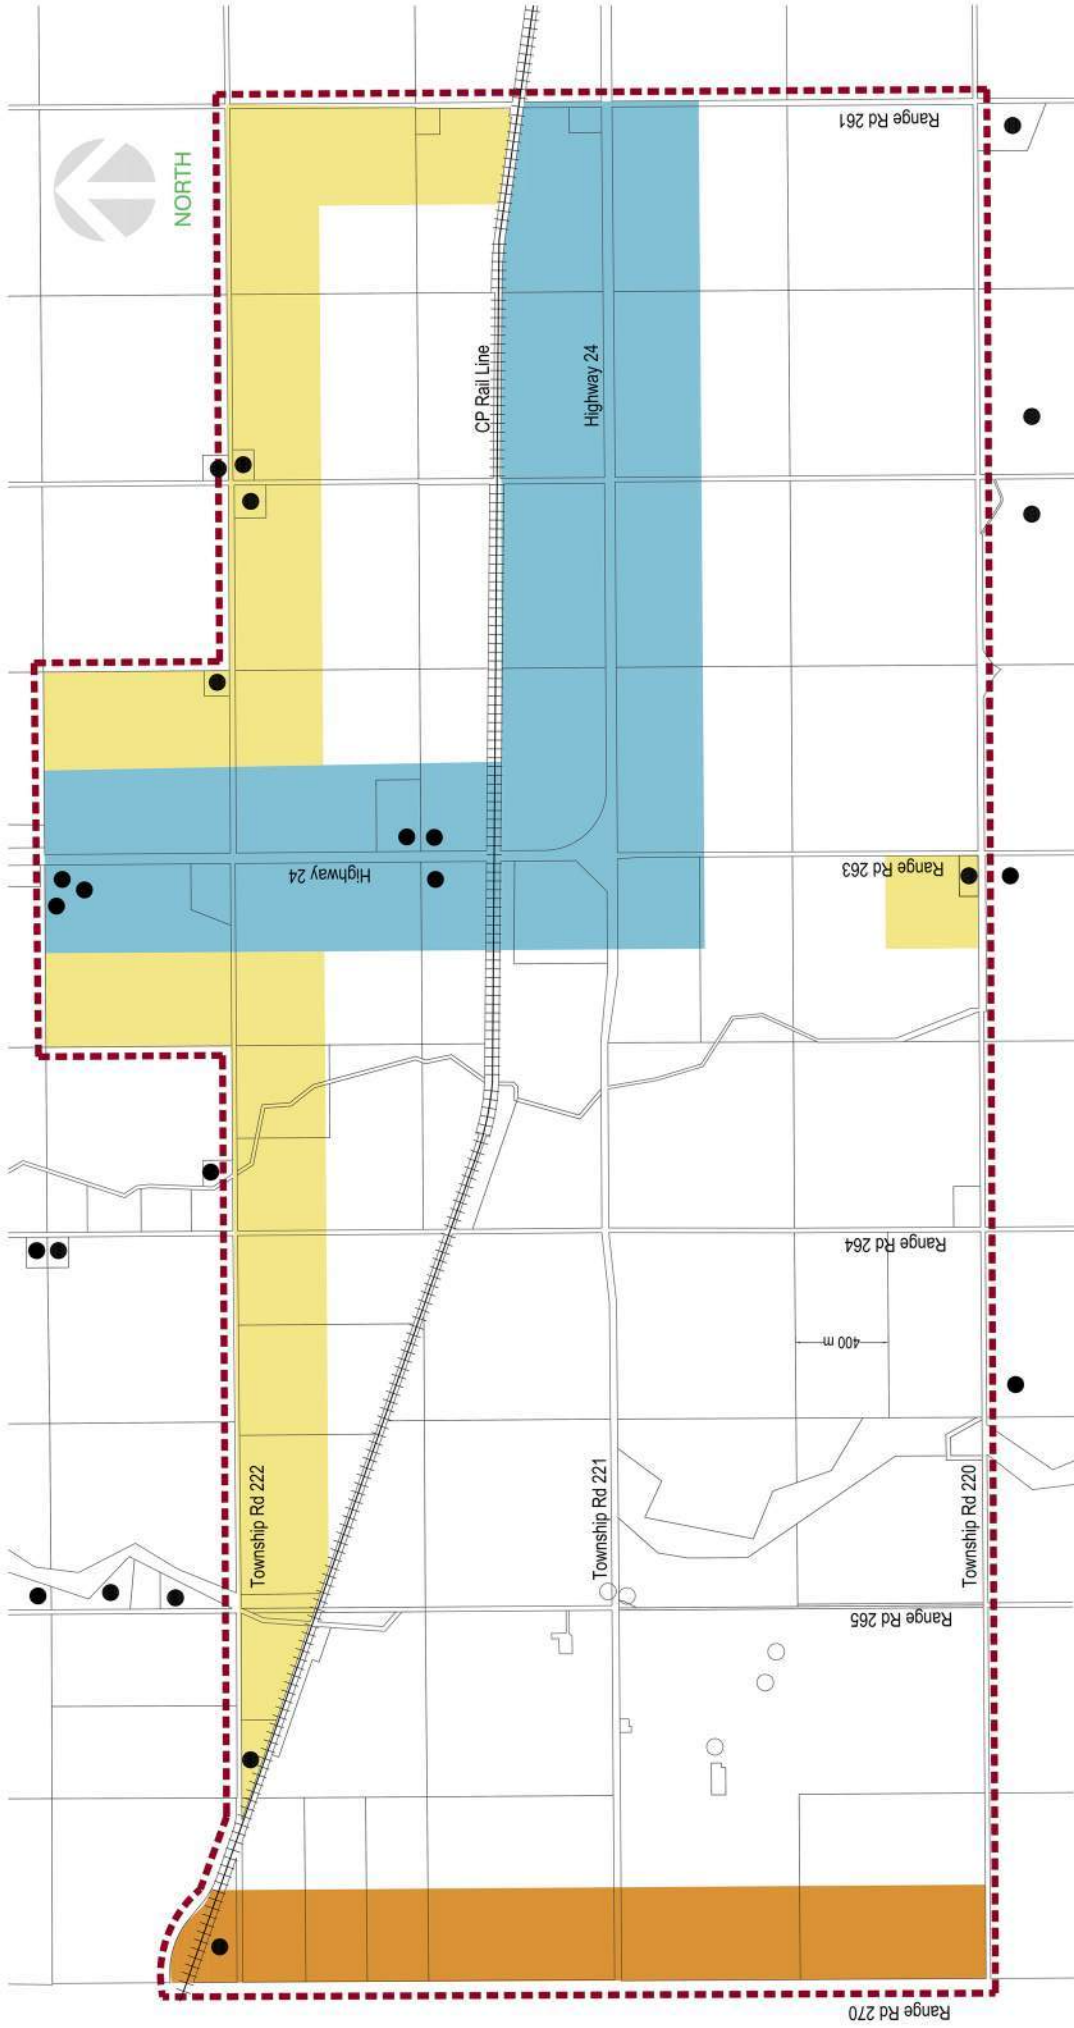 NORTH
Range Rd 261
CP Rail Line
Highway 24
Highway 24
Range Rd 263
Range Rd 264
400 m
Township Rd 222
Township Rd 221
Township Rd 220
Range Rd 265
Range Rd 270